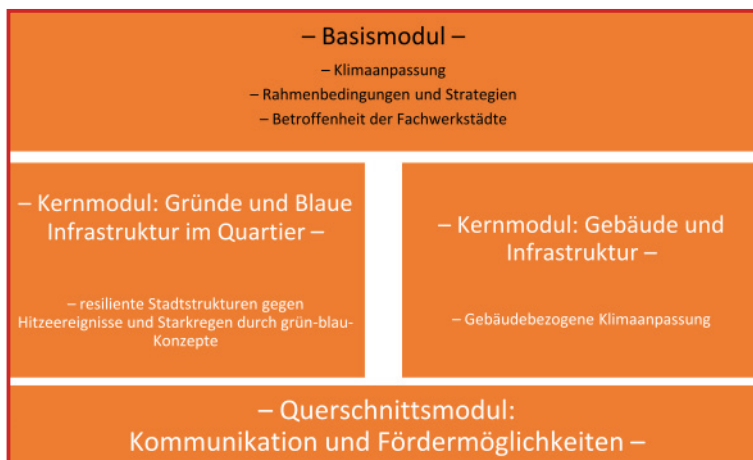 – Basismodul –
– Klimaanpassung
– Rahmenbedingungen und Strategien
– Betroffenheit der Fachwerkstädte
– Kernmodul: Gründe und Blaue
Infrastruktur im Quartier –
– resiliente Stadtstrukturen gegen
Hitzeereignisse und Starkregen durch grün-blau-
Konzepte
– Kernmodul: Gebäude und
Infrastruktur –
– Gebäudebezogene Klimaanpassung
– Querschnittsmodul:
Kommunikation und Fördermöglichkeiten –